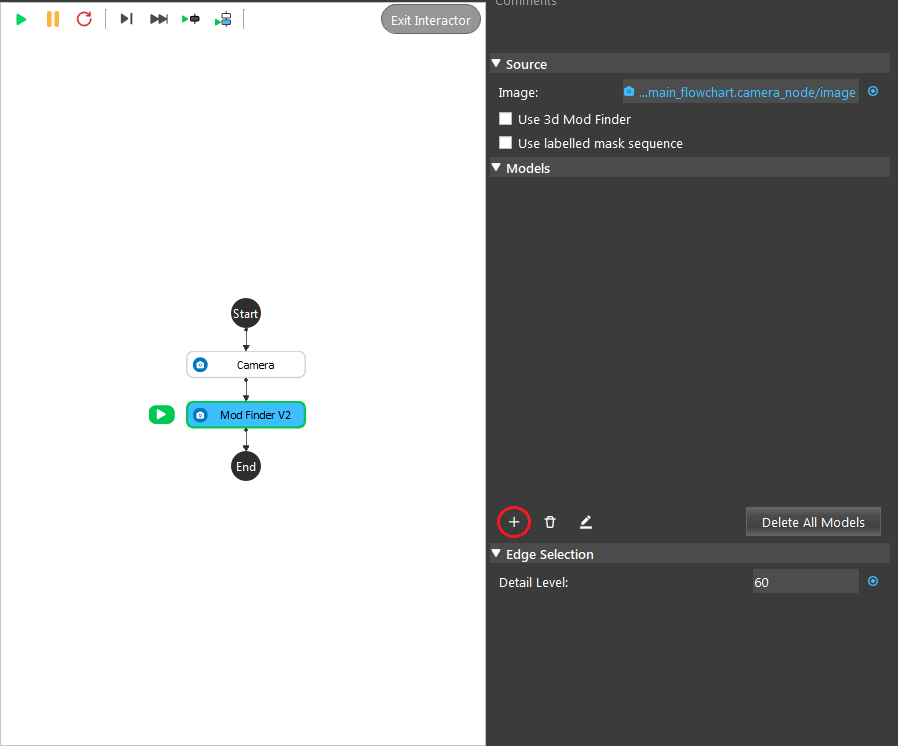 Exit Interactor
Start
Camera
Mod Finder V2
End
Comments
Source
Image: ...main_flowchart.camera_node/image
Use 3d Mod Finder
Use labelled mask sequence
Models
Delete All Models
Edge Selection
Detail Level: 60